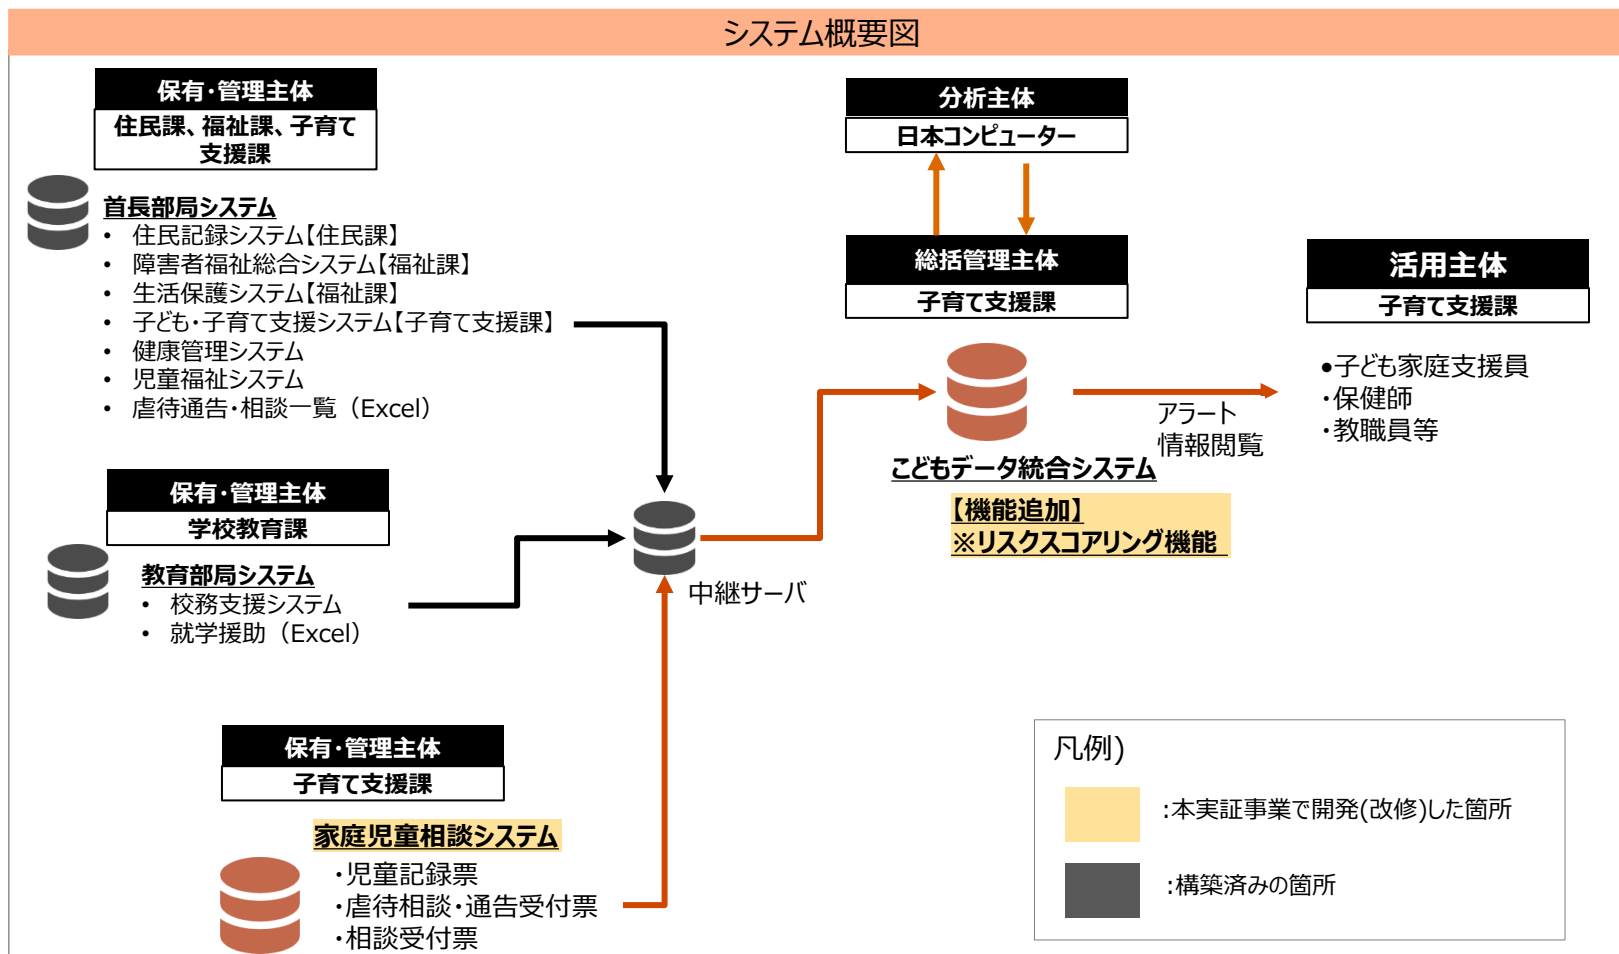 システム概要図
保有・管理主体
住民課、福祉課、子育て
支援課
首長部局システム
• 住民記録システム【住民課】
• 障害者福祉総合システム【福祉課】
• 生活保護システム【福祉課】
• 子ども・子育て支援システム【子育て支援課】
• 健康管理システム
• 児童福祉システム
• 虐待通告・相談一覧（Excel）
保有・管理主体
学校教育課
教育部局システム
• 校務支援システム
• 就学援助（Excel）
保有・管理主体
子育て支援課
家庭児童相談システム
・児童記録票
・虐待相談・通告受付票
・相談受付票
中継サーバ
分析主体
日本コンピューター
総括管理主体
子育て支援課
こどもデータ統合システム
【機能追加】
※リスクスコアリング機能
アラート
情報閲覧
活用主体
子育て支援課
●子ども家庭支援員
・保健師
・教職員等
凡例)
:本実証事業で開発(改修)した箇所
:構築済みの箇所